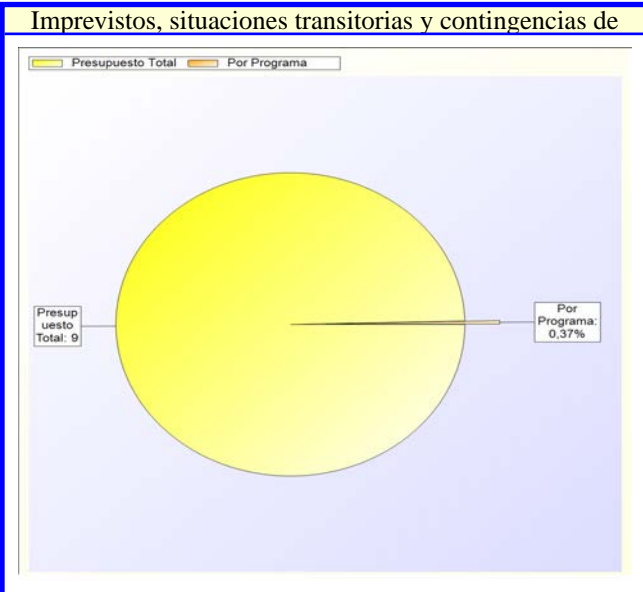 Imprevistos, situaciones transitorias y contingencias de
Presupuesto Total Por Programa
Presup
uesto
Total: 9
Por
Programa:
0,37%